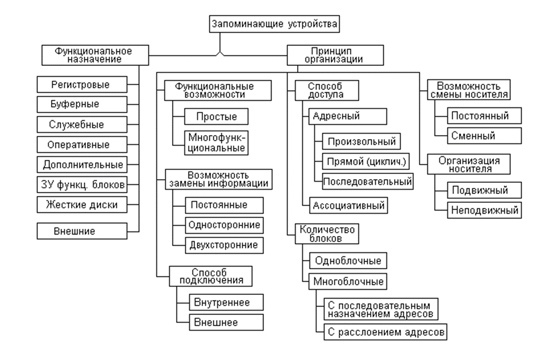 Запоминающие устройства
Функциональное
назначение
Регистровые
Буферные
Служебные
Оперативные
Дополнительные
ЗУ функц. блоков
Жесткие диски
Внешние
Принцип
организации
Функциональные
возможности
Простые
Многофунк-
циональные
Возможность
замены информации
Постоянные
Односторонние
Двухсторонние
Способ
подключения
Внутреннее
Внешнее
Способ
доступа
Адресный
Произвольный
Прямой (циклич.)
Последовательный
Ассоциативный
Количество
блоков
Одноблочные
Многоблочные
С последовательным
назначением адресов
С расслоением адресов
Возможность
смены носителя
Постоянный
Сменный
Организация
носителя
Подвижный
Неподвижный